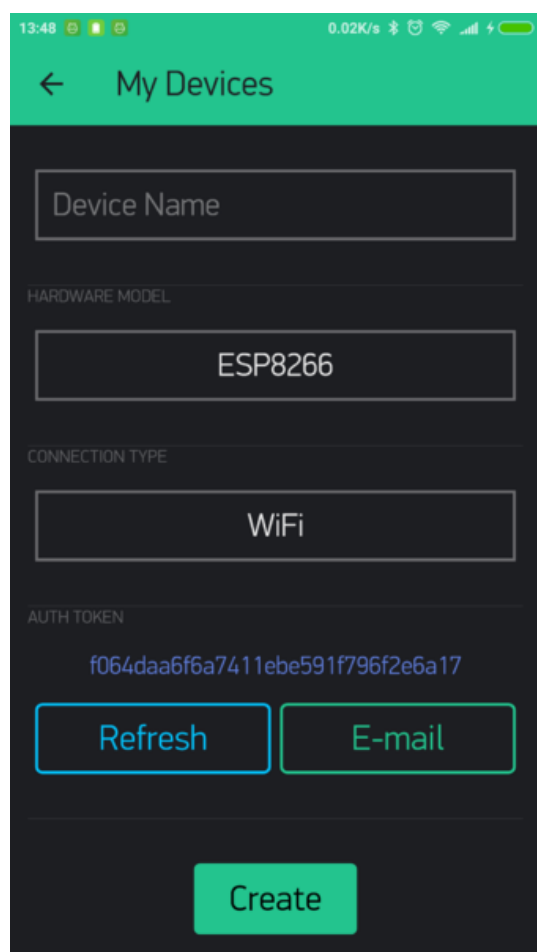 13:48 0.02K/s
My Devices
Device Name
HARDWARE MODEL
ESP8266
CONNECTION TYPE
WiFi
AUTH TOKEN
f064daa6f6a7411ebe591f796f2e6a17
Refresh E-mail
Create